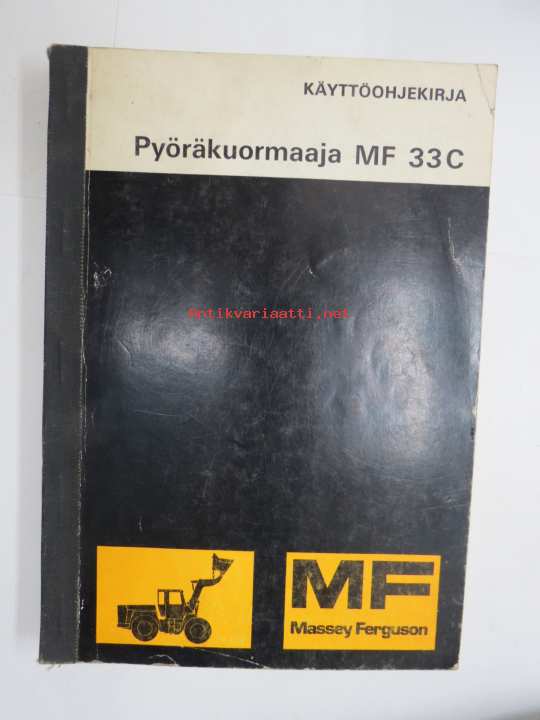 KÄYTTÖOHJEKIRJA
Pyöräkuormaaja MF 33C
Antikvariaatti.net
MF
Massey Ferguson